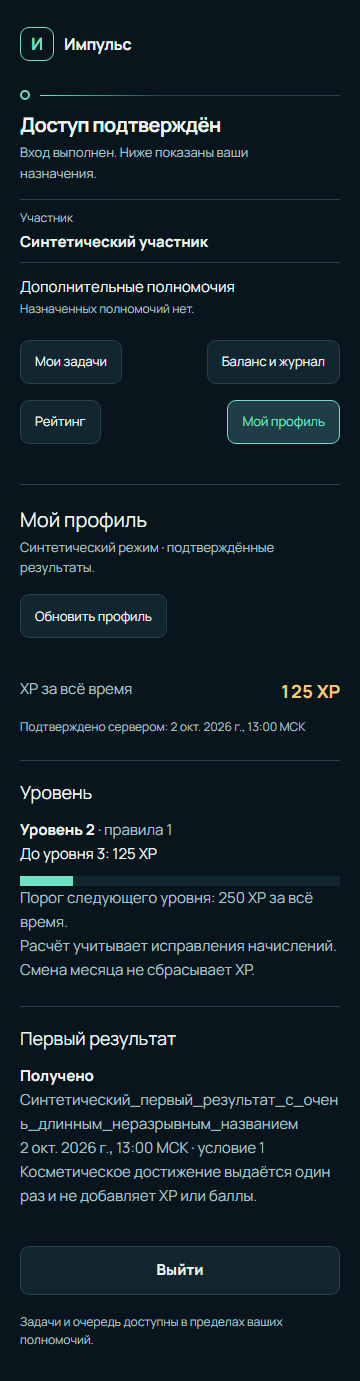 И Импульс
Доступ подтверждён
Вход выполнен. Ниже показаны ваши
назначения.
Участник
Синтетический участник
Дополнительные полномочия
Назначенных полномочий нет.
Мои задачи
Баланс и журнал
Рейтинг
Мой профиль
Мой профиль
Синтетический режим · подтверждённые
результаты.
Обновить профиль
XP за всё время
125 XP
Подтверждено сервером: 2 окт. 2026 г., 13:00 МСК
Уровень
Уровень 2 · правила 1
До уровня 3: 125 XP
Порог следующего уровня: 250 XP за всё
время.
Расчёт учитывает исправления начислений.
Смена месяца не сбрасывает XP.
Первый результат
Получено
Синтетический_первый_результат_с_очен
ь_длинным_неразрывным_названием
2 окт. 2026 г., 13:00 МСК · условие 1
Косметическое достижение выдаётся один
раз и не добавляет XP или баллы.
Выйти
Задачи и очередь доступны в пределах ваших
полномочий.